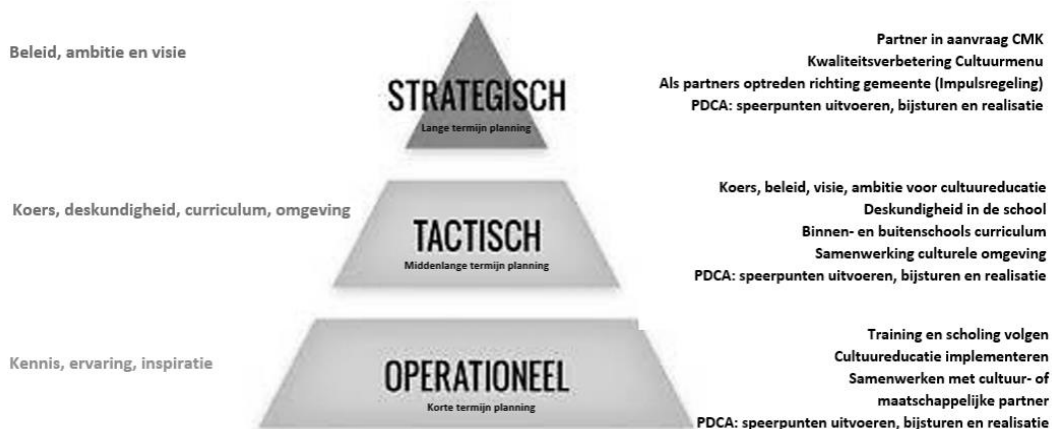 Beleid, ambitie en visie
STRATEGISCH
Lange termijn planning
Partner in aanvraag CMK
Kwaliteitsverbetering Cultuurmenu
Als partners optreden richting gemeente (Impulsregeling)
PDCA: speerpunten uitvoeren, bijsturen en realisatie
Koers, deskundigheid, curriculum, omgeving
TACTISCH
Middenlange termijn planning
Koers, beleid, visie, ambitie voor cultuureducatie
Deskundigheid in de school
Binnen- en buitenschools curriculum
Samenwerking culturele omgeving
PDCA: speerpunten uitvoeren, bijsturen en realisatie
Kennis, ervaring, inspiratie
OPERATIONEEL
Korte termijn planning
Training en scholing volgen
Cultuureducatie implementeren
Samenwerken met cultuur- of
maatschappelijke partner
PDCA: speerpunten uitvoeren, bijsturen en realisatie